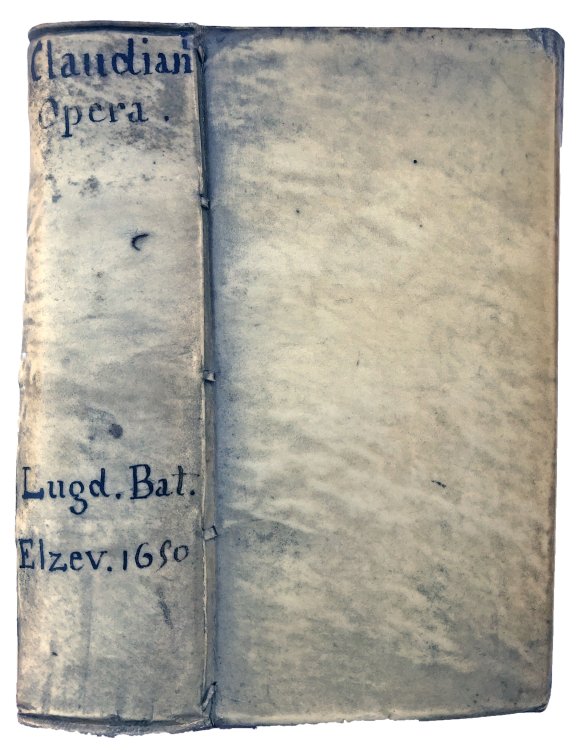 Claudian
Opera.
Lugd. Bat.
Elzev. 1650